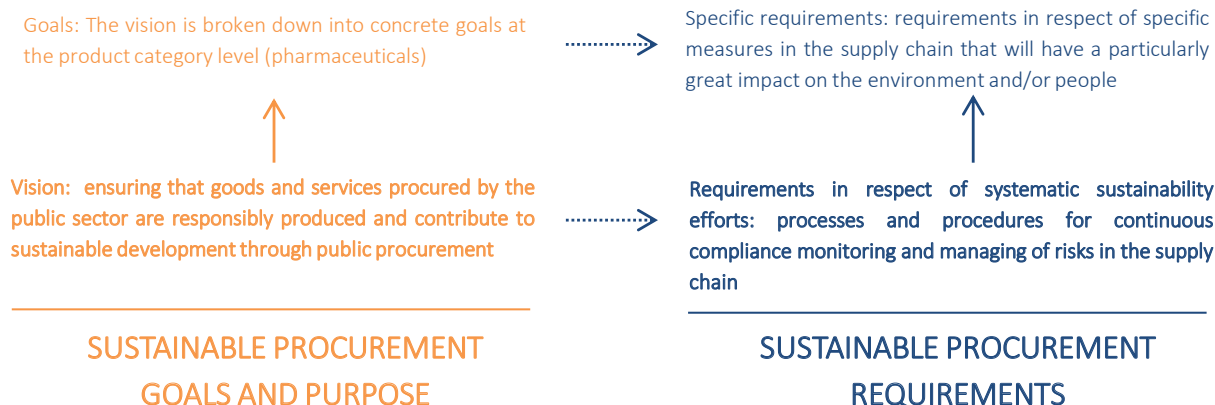 Goals: The vision is broken down into concrete goals at
the product category level (pharmaceuticals)
Specific requirements: requirements in respect of specific
measures in the supply chain that will have a particularly
great impact on the environment and/or people
Vision: ensuring that goods and services procured by the
public sector are responsibly produced and contribute to
sustainable development through public procurement
Requirements in respect of systematic sustainability
efforts: processes and procedures for continuous
compliance monitoring and managing of risks in the supply
chain
SUSTAINABLE PROCUREMENT
GOALS AND PURPOSE
SUSTAINABLE PROCUREMENT
REQUIREMENTS